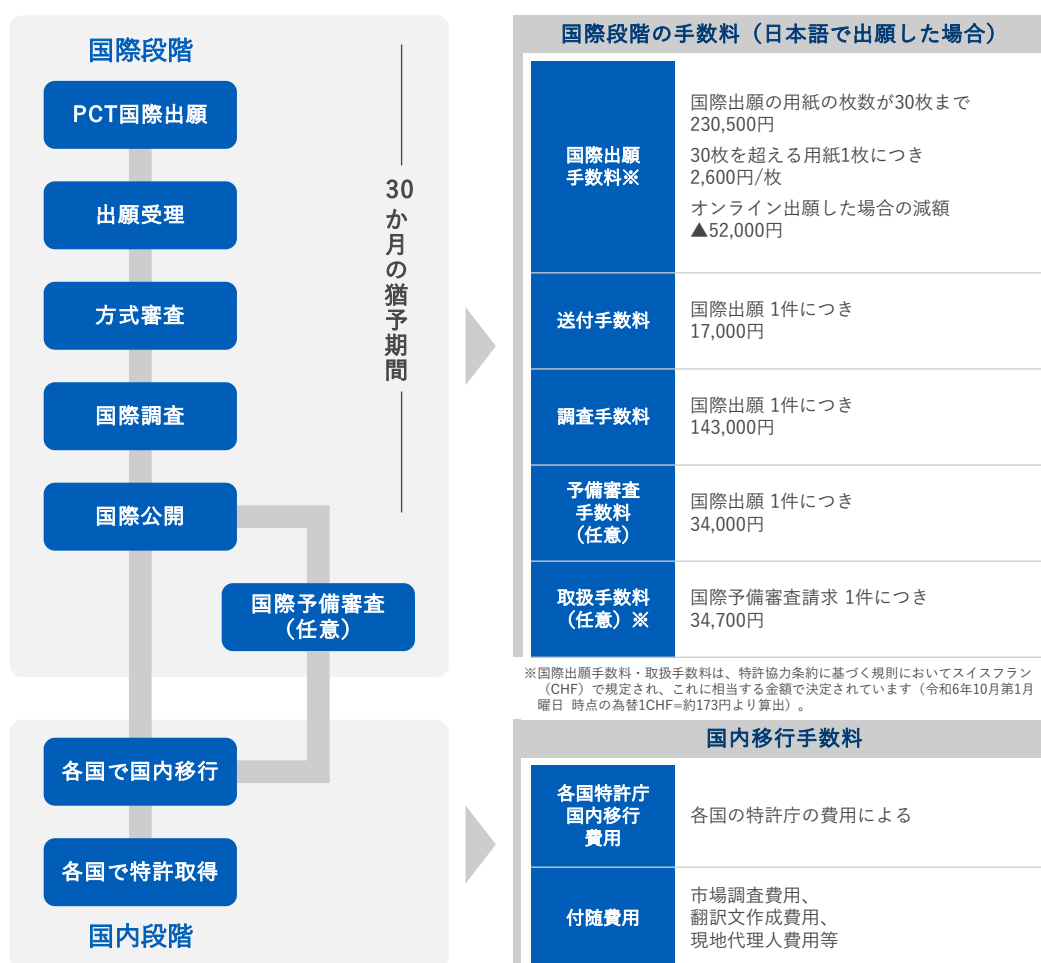 国際段階
PCT国際出願
出願受理
方式審査
国際調査
国際公開
国際予備審査
（任意）
30か月の猶予期間
各国で国内移行
各国で特許取得
国内段階
国際段階の手数料（日本語で出願した場合）
国際出願
手数料※
国際出願の用紙の枚数が30枚まで
230,500円
30枚を超える用紙1枚につき
2,600円/枚
オンライン出願した場合の減額
▲52,000円
送付手数料
国際出願 1件につき
17,000円
調査手数料
国際出願 1件につき
143,000円
予備審査
手数料
（任意）
国際出願 1件につき
34,000円
取扱手数料
（任意）※
国際予備審査請求 1件につき
34,700円
※国際出願手数料・取扱手数料は、特許協力条約に基づく規則においてスイスフラン
（CHF）で規定され、これに相当する金額で決定されています（令和6年10月第1月
曜日 時点の為替1CHF=約173円より算出）。
国内移行手数料
各国特許庁
国内移行
費用
各国の特許庁の費用による
付随費用
市場調査費用、
翻訳文作成費用、
現地代理人費用等